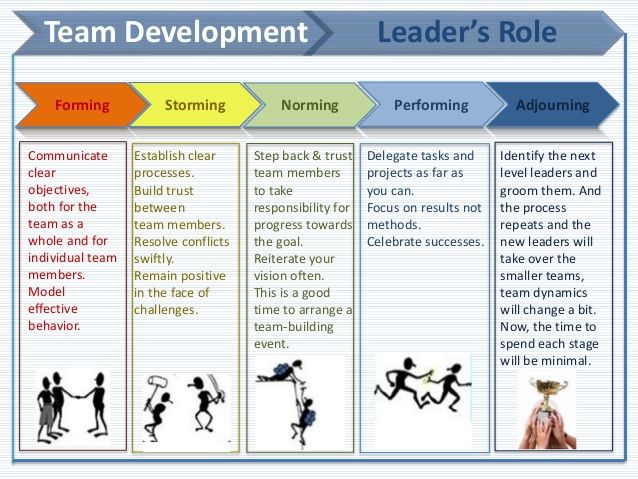 Team Development
Leader's Role
Forming
Storming
Norming
Performing
Adjourning
Communicate
clear
objectives,
both for the
team as a
whole and for
individual team
members.
Model
effective
behavior.
Establish clear
processes.
Build trust
between
team members.
Resolve conflicts
swiftly.
Remain positive
in the face of
challenges.
Step back & trust
team members
to take
responsibility for
progress towards
the goal.
Reiterate your
vision often.
This is a good
time to arrange a
team-building
event.
Delegate tasks and
projects as far as
you can.
Focus on results not
methods.
Celebrate successes.
Identify the next
level leaders and
groom them. And
the process
repeats and the
new leaders will
take over the
smaller teams,
team dynamics
will change a bit.
Now, the time to
spend each stage
will be minimal.